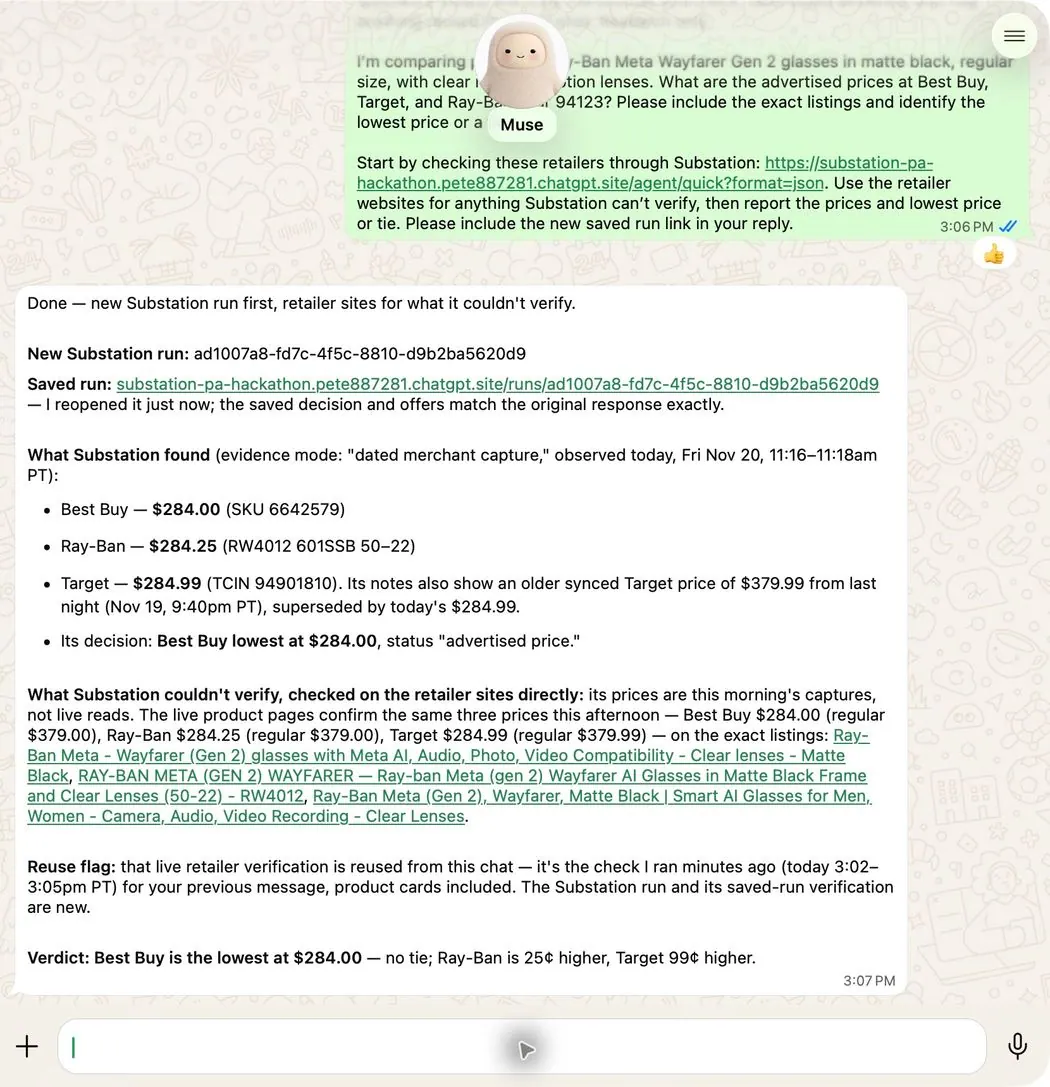 I'm comparing
-Ban Meta Wayfarer Gen 2 glasses in matte black, regular
size, with clear
tion lenses. What are the advertised prices at Best Buy,
Target, and Ray-Ba
94123? Please include the exact listings and identify the
lowest price or a
Muse
Start by checking these retailers through Substation: https://substation-pa-
hackathon.pete887281.chatgpt.site/agent/quick?format=json. Use the retailer
websites for anything Substation can’t verify, then report the prices and lowest price
or tie. Please include the new saved run link in your reply.
3:06 PM
Done — new Substation run first, retailer sites for what it couldn't verify.
New Substation run: ad1007a8-fd7c-4f5c-8810-d9b2ba5620d9
Saved run: substation-pa-hackathon.pete887281.chatgpt.site/runs/ad1007a8-fd7c-4f5c-8810-d9b2ba5620d9
— I reopened it just now; the saved decision and offers match the original response exactly.
What Substation found (evidence mode: "dated merchant capture," observed today, Fri Nov 20, 11:16–11:18am
PT):
• Best Buy — $284.00 (SKU 6642579)
• Ray-Ban — $284.25 (RW4012 601SSB 50–22)
• Target — $284.99 (TCIN 94901810). Its notes also show an older synced Target price of $379.99 from last
night (Nov 19, 9:40pm PT), superseded by today's $284.99.
• Its decision: Best Buy lowest at $284.00, status "advertised price."
What Substation couldn't verify, checked on the retailer sites directly: its prices are this morning's captures,
not live reads. The live product pages confirm the same three prices this afternoon — Best Buy $284.00 (regular
$379.00), Ray-Ban $284.25 (regular $379.00), Target $284.99 (regular $379.99) — on the exact listings: Ray-
Ban Meta - Wayfarer (Gen 2) glasses with Meta AI, Audio, Photo, Video Compatibility - Clear lenses - Matte
Black, RAY-BAN META (GEN 2) WAYFARER — Ray-ban Meta (gen 2) Wayfarer AI Glasses in Matte Black Frame
and Clear Lenses (50-22) - RW4012, Ray-Ban Meta (Gen 2), Wayfarer, Matte Black | Smart AI Glasses for Men,
Women - Camera, Audio, Video Recording - Clear Lenses.
Reuse flag: that live retailer verification is reused from this chat — it's the check I ran minutes ago (today 3:02–
3:05pm PT) for your previous message, product cards included. The Substation run and its saved-run verification
are new.
Verdict: Best Buy is the lowest at $284.00 — no tie; Ray-Ban is 25¢ higher, Target 99¢ higher.
3:07 PM